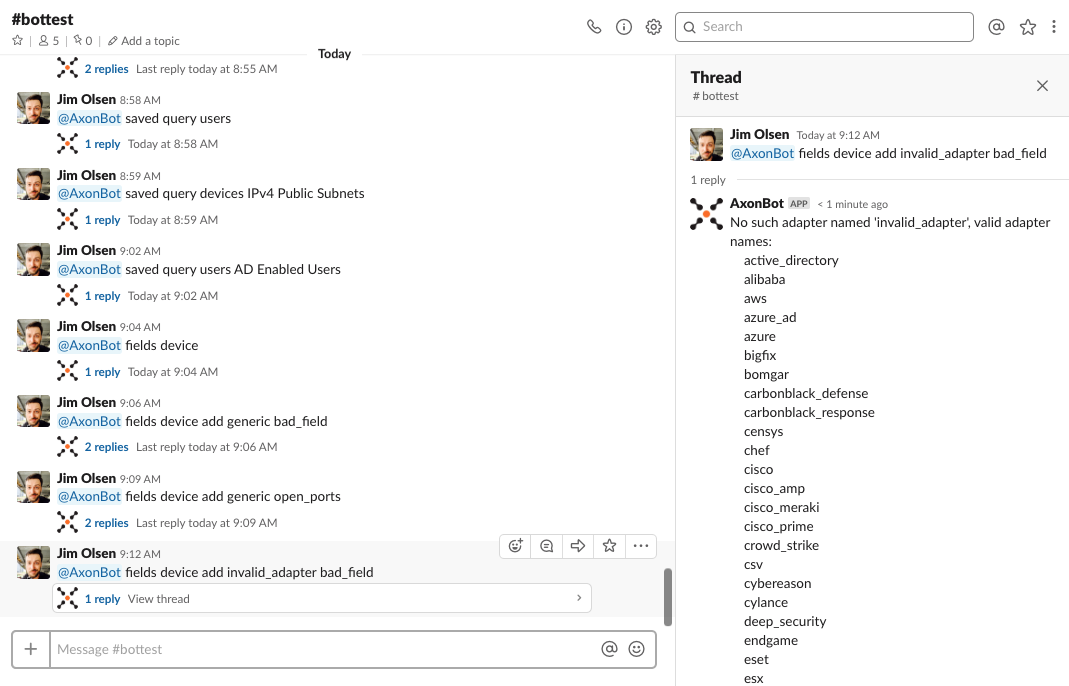 #bottest
5
0
Add a topic
Search
Today
2 replies Last reply today at 8:55 AM
Jim Olsen 8:58 AM
@AxonBot saved query users
1 reply Today at 8:58 AM
Jim Olsen 8:59 AM
@AxonBot saved query devices IPv4 Public Subnets
1 reply Today at 8:59 AM
Jim Olsen 9:02 AM
@AxonBot saved query users AD Enabled Users
1 reply Today at 9:02 AM
Jim Olsen 9:04 AM
@AxonBot fields device
1 reply Today at 9:04 AM
Jim Olsen 9:06 AM
@AxonBot fields device add generic bad_field
2 replies Last reply today at 9:06 AM
Jim Olsen 9:09 AM
@AxonBot fields device add generic open_ports
2 replies Last reply today at 9:09 AM
Jim Olsen 9:12 AM
@AxonBot fields device add invalid_adapter bad_field
1 reply View thread
Message #bottest
Thread
# bottest
Jim Olsen Today at 9:12 AM
@AxonBot fields device add invalid_adapter bad_field
1 reply
AxonBot APP < 1 minute ago
No such adapter named 'invalid_adapter', valid adapter
names:
active_directory
alibaba
aws
azure_ad
azure
bigfix
bomgar
carbonblack_defense
carbonblack_response
censys
chef
cisco
cisco_amp
cisco_meraki
cisco_prime
crowd_strike
csv
cybereason
cylance
deep_security
endgame
eset
esx